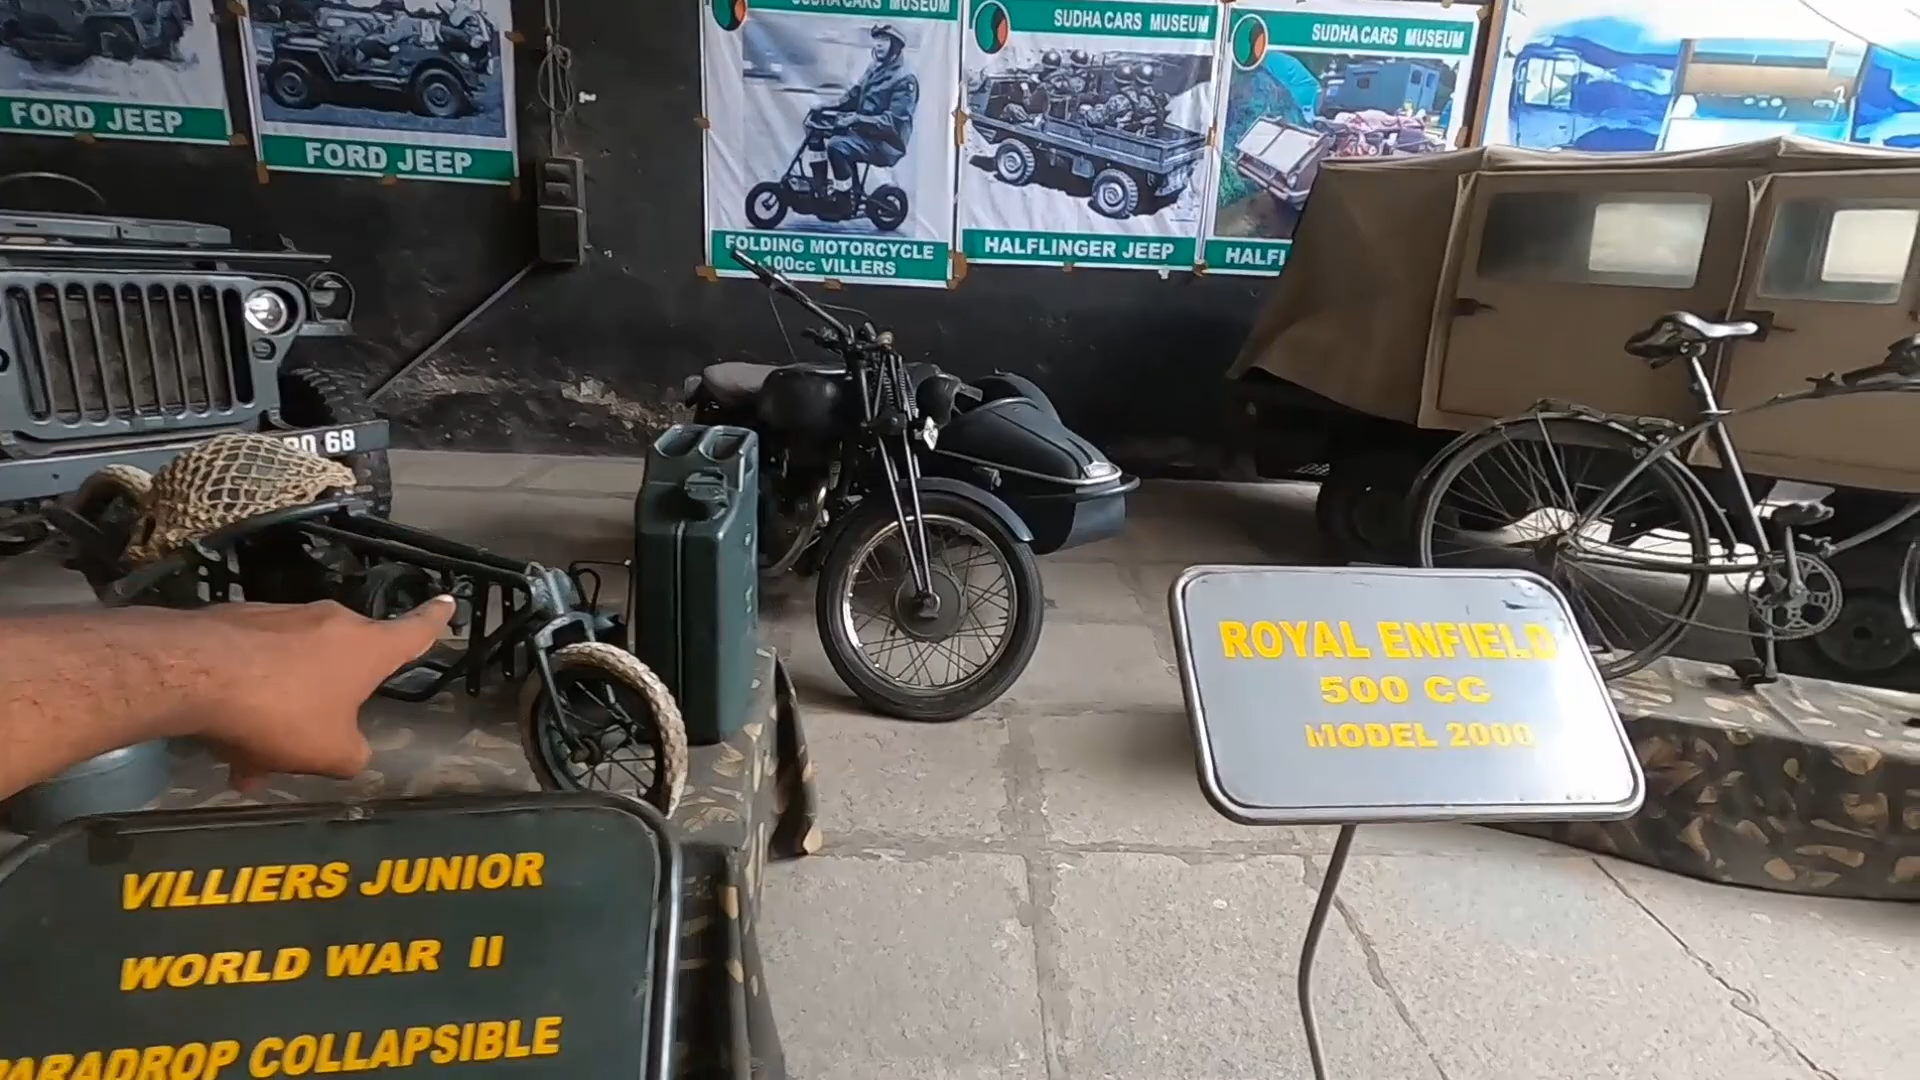 SUDHA CARS MUSEUM
SUDHA CARS MUSEUM
SUDHA CARS MUSEUM
FORD JEEP
FORD JEEP
FOLDING MOTORCYCLE
100cc VILLERS
HALFLINGER JEEP
HALFI
68
ROYAL ENFIELD
500 CC
MODEL 2000
VILLIERS JUNIOR
WORLD WAR II
PARADROP COLLAPSIBLE